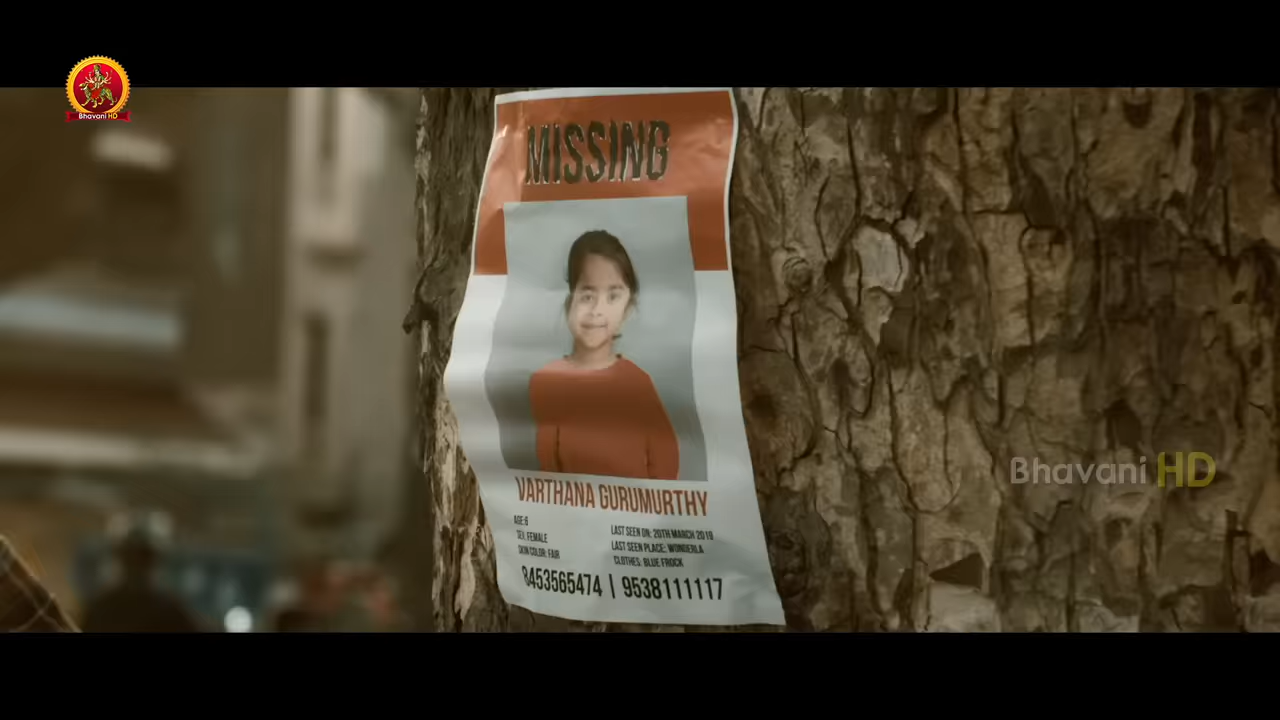 Bhavani HD
MISSING
VARTHANA GURUMURTHY
AGE: 6
SEX: FEMALE
SKIN COLOR: FAIR
LAST SEEN ON: 20TH MARCH 2019
LAST SEEN PLACE: WONDERLA
CLOTHES: BLUE FROCK
8453565474 | 9538111117
Bhavani HD